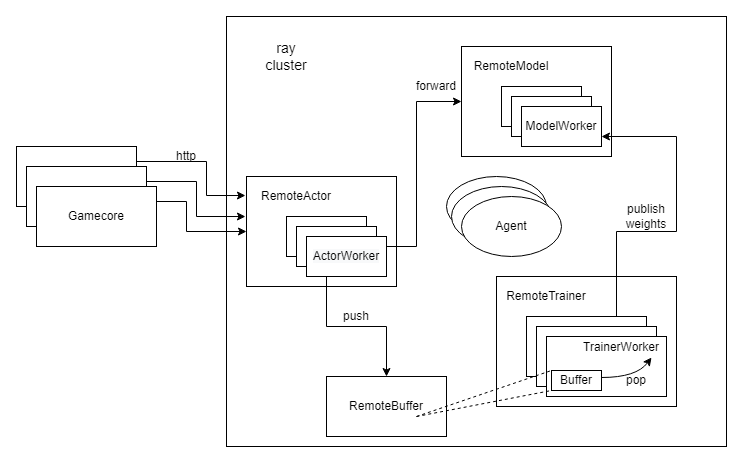 ray
cluster
RemoteModel
forward
ModelWorker
http
RemoteActor
Gamecore
Agent
publish
weights
ActorWorker
RemoteTrainer
push
TrainerWorker
Buffer
pop
RemoteBuffer